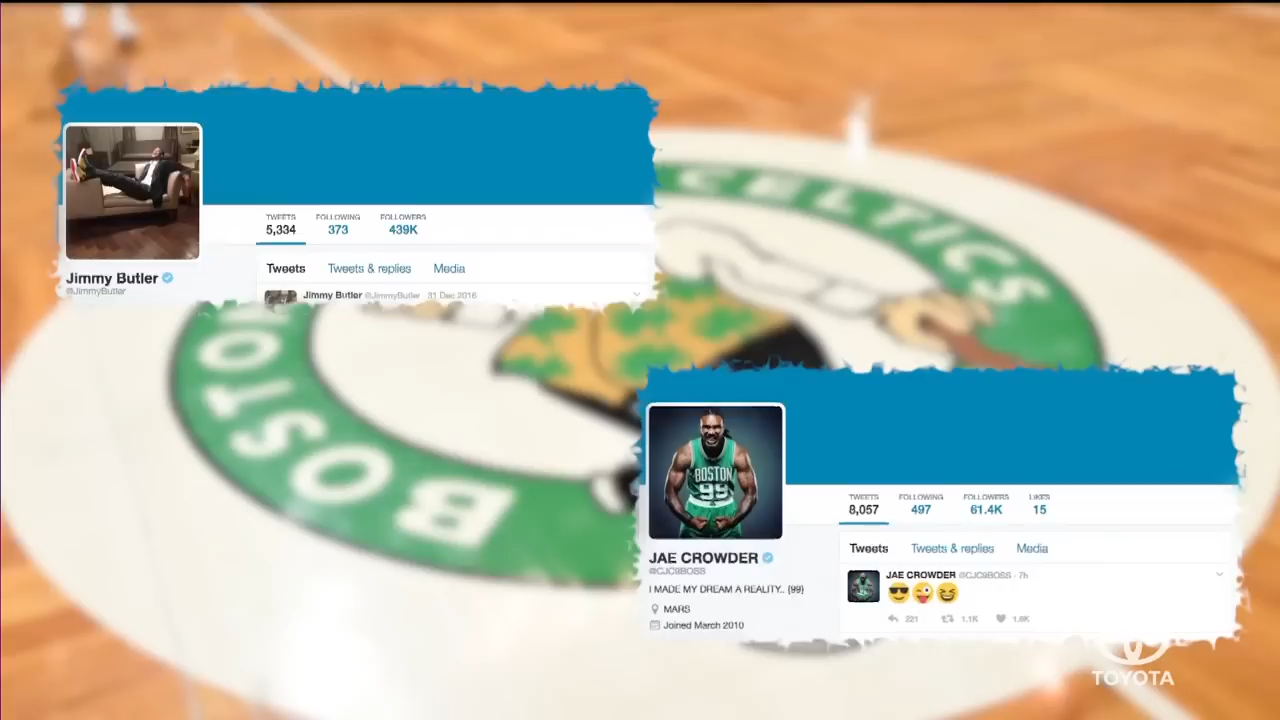 CELTICS
BOSTON
TWEETS FOLLOWING FOLLOWERS
5,334 373 439K
Tweets Tweets & replies Media
Jimmy Butler
@JimmyButler
Jimmy Butler @JimmyButler 31 Dec 2016
BOSTON
99
TWEETS FOLLOWING FOLLOWERS LIKES
8,057 497 61.4K 15
Tweets Tweets & replies Media
JAE CROWDER
@CJC9BOSS
I MADE MY DREAM A REALITY.. {99}
MARS
Joined March 2010
JAE CROWDER @CJC9BOSS · 7h
😎😜😆
221 1.1K 1.6K
TOYOTA